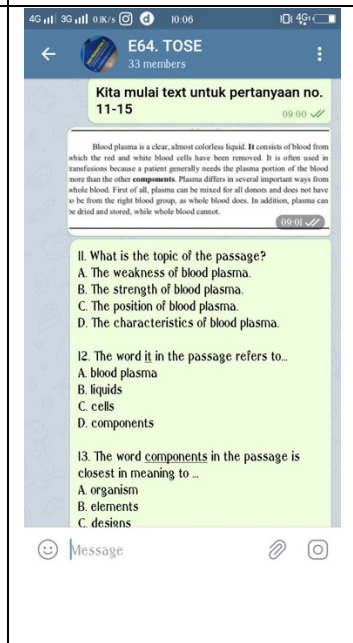 4G 3G 0.1K/s d 10:06 4G
E64. TOSE
33 members
Kita mulai text untuk pertanyaan no.
11-15
09:00
Blood plasma is a clear, almost colorless liquid. It consists of blood from
which the red and white blood cells have been removed. It is often used in
transfusions because a patient generally needs the plasma portion of the blood
more than the other components. Plasma differs in several important ways from
whole blood. First of all, plasma can be mixed for all donors and does not have
to be from the right blood group, as whole blood does. In addition, plasma can
be dried and stored, while whole blood cannot.
09:01
11. What is the topic of the passage?
A. The weakness of blood plasma.
B. The strength of blood plasma.
C. The position of blood plasma.
D. The characteristics of blood plasma.
12. The word it in the passage refers to...
A. blood plasma
B. liquids
C. cells
D. components
13. The word components in the passage is
closest in meaning to ...
A. organism
B. elements
C. designs
Message